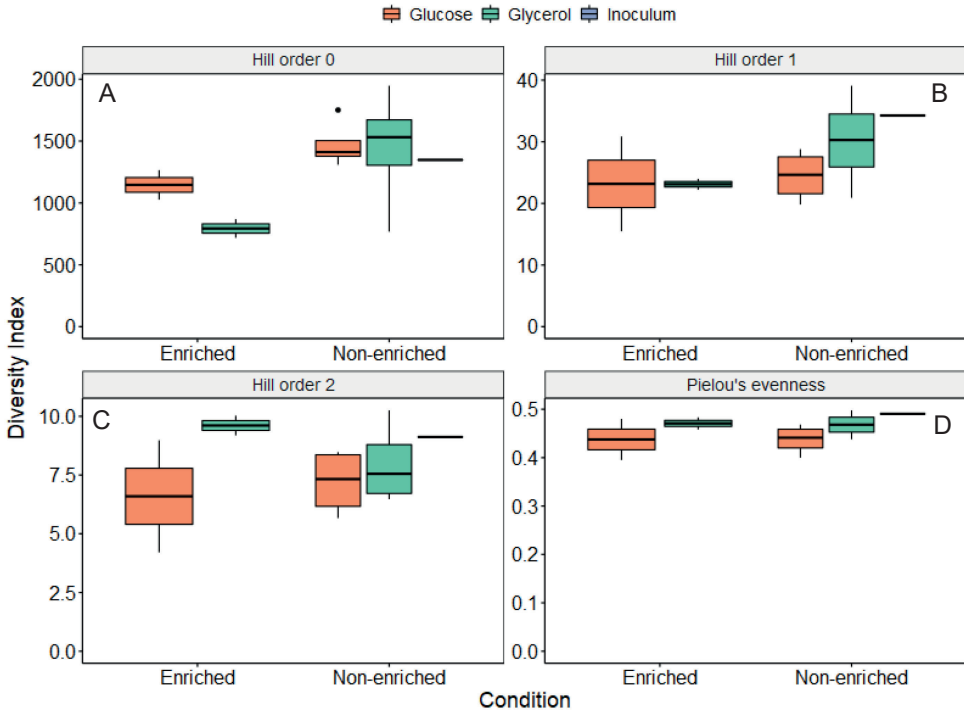 Glucose Glycerol Inoculum
Diversity Index
Hill order 0
A
2000
1500
1000
500
0
Enriched Non-enriched
Hill order 1
B
40
30
20
10
0
Enriched Non-enriched
Hill order 2
C
10.0
7.5
5.0
2.5
0.0
Enriched Non-enriched
Pielou's evenness
D
0.5
0.4
0.3
0.2
0.1
0.0
Enriched Non-enriched
Condition